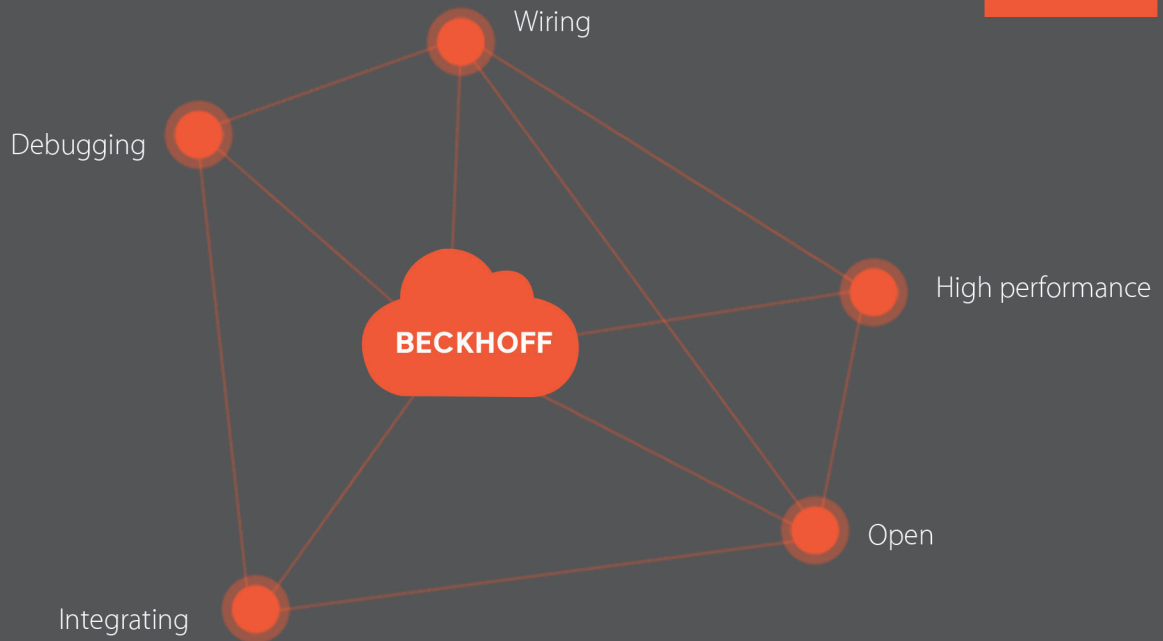 Wiring
Debugging
High performance
BECKHOFF
Open
Integrating